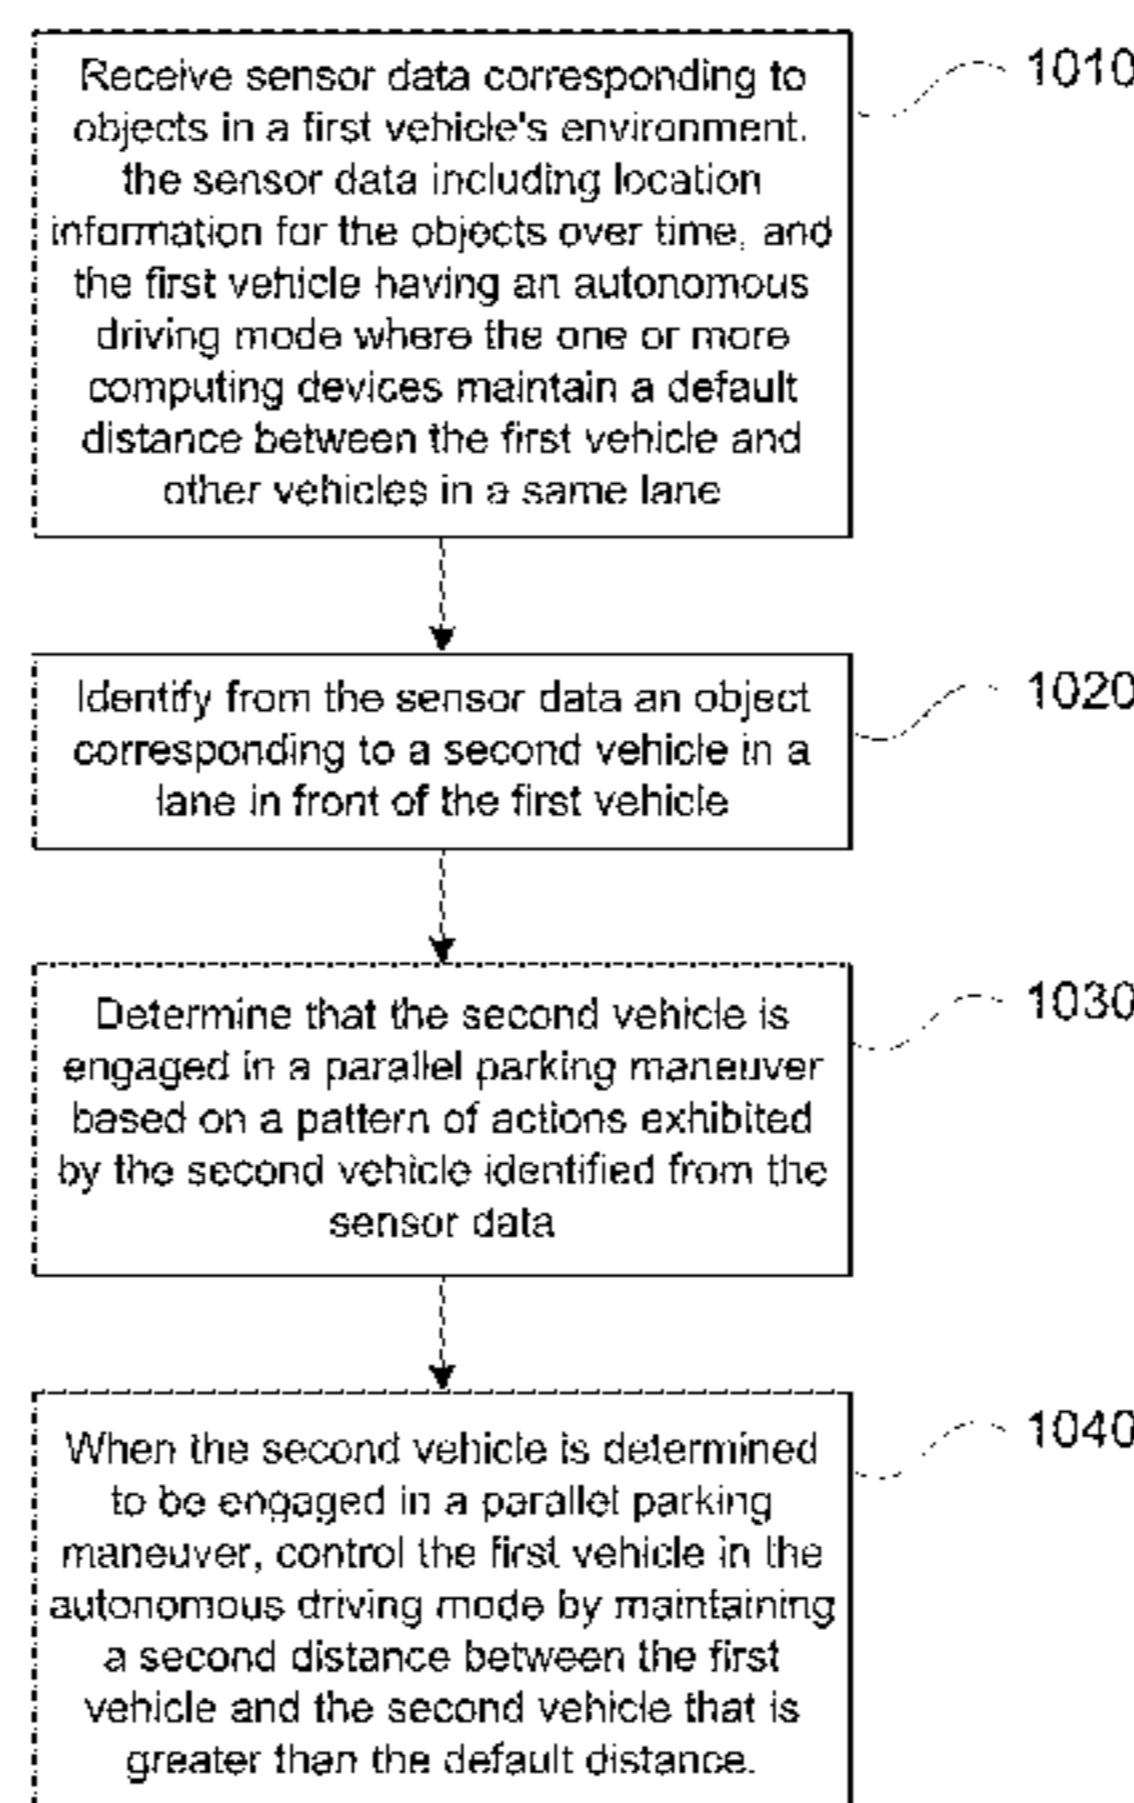 Receive sensor data corresponding to
objects in a first vehicle's environment.
the sensor data including location
information for the objects over time, and
the first vehicle having an autonomous
driving mode where the one or more
computing devices maintain a default
distance between the first vehicle and
other vehicles in a same lane
1010
Identify from the sensor data an object
corresponding to a second vehicle in a
lane in front of the first vehicle
1020
Determine that the second vehicle is
engaged in a parallel parking maneuver
based on a pattern of actions exhibited
by the second vehicle identified from the
sensor data
1030
When the second vehicle is determined
to be engaged in a parallel parking
maneuver, control the first vehicle in the
autonomous driving mode by maintaining
a second distance between the first
vehicle and the second vehicle that is
greater than the default distance.
1040